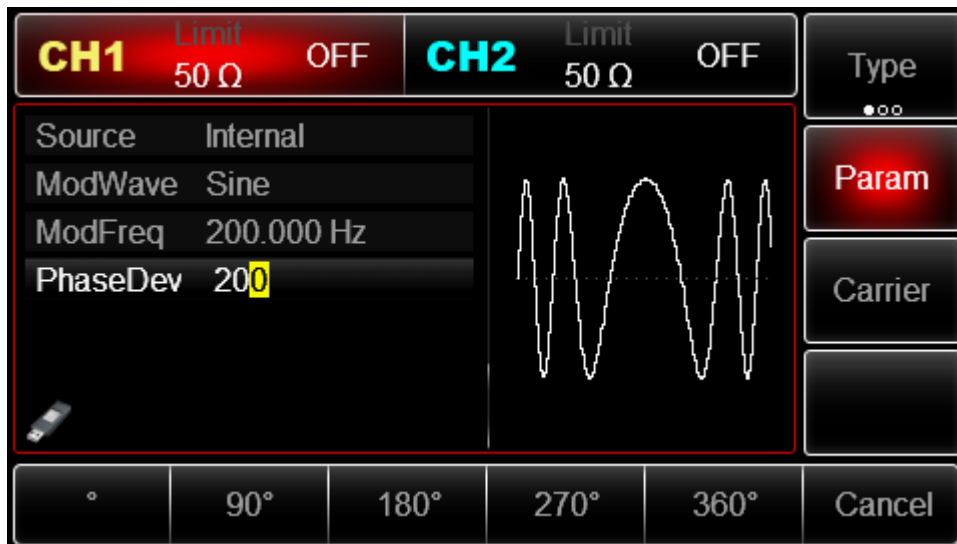 CH1 Limit 50 Ω OFF
CH2 Limit 50 Ω OFF
Type
Source Internal
ModWave Sine
ModFreq 200.000 Hz
PhaseDev 200
Param
Carrier
° 90° 180° 270° 360° Cancel